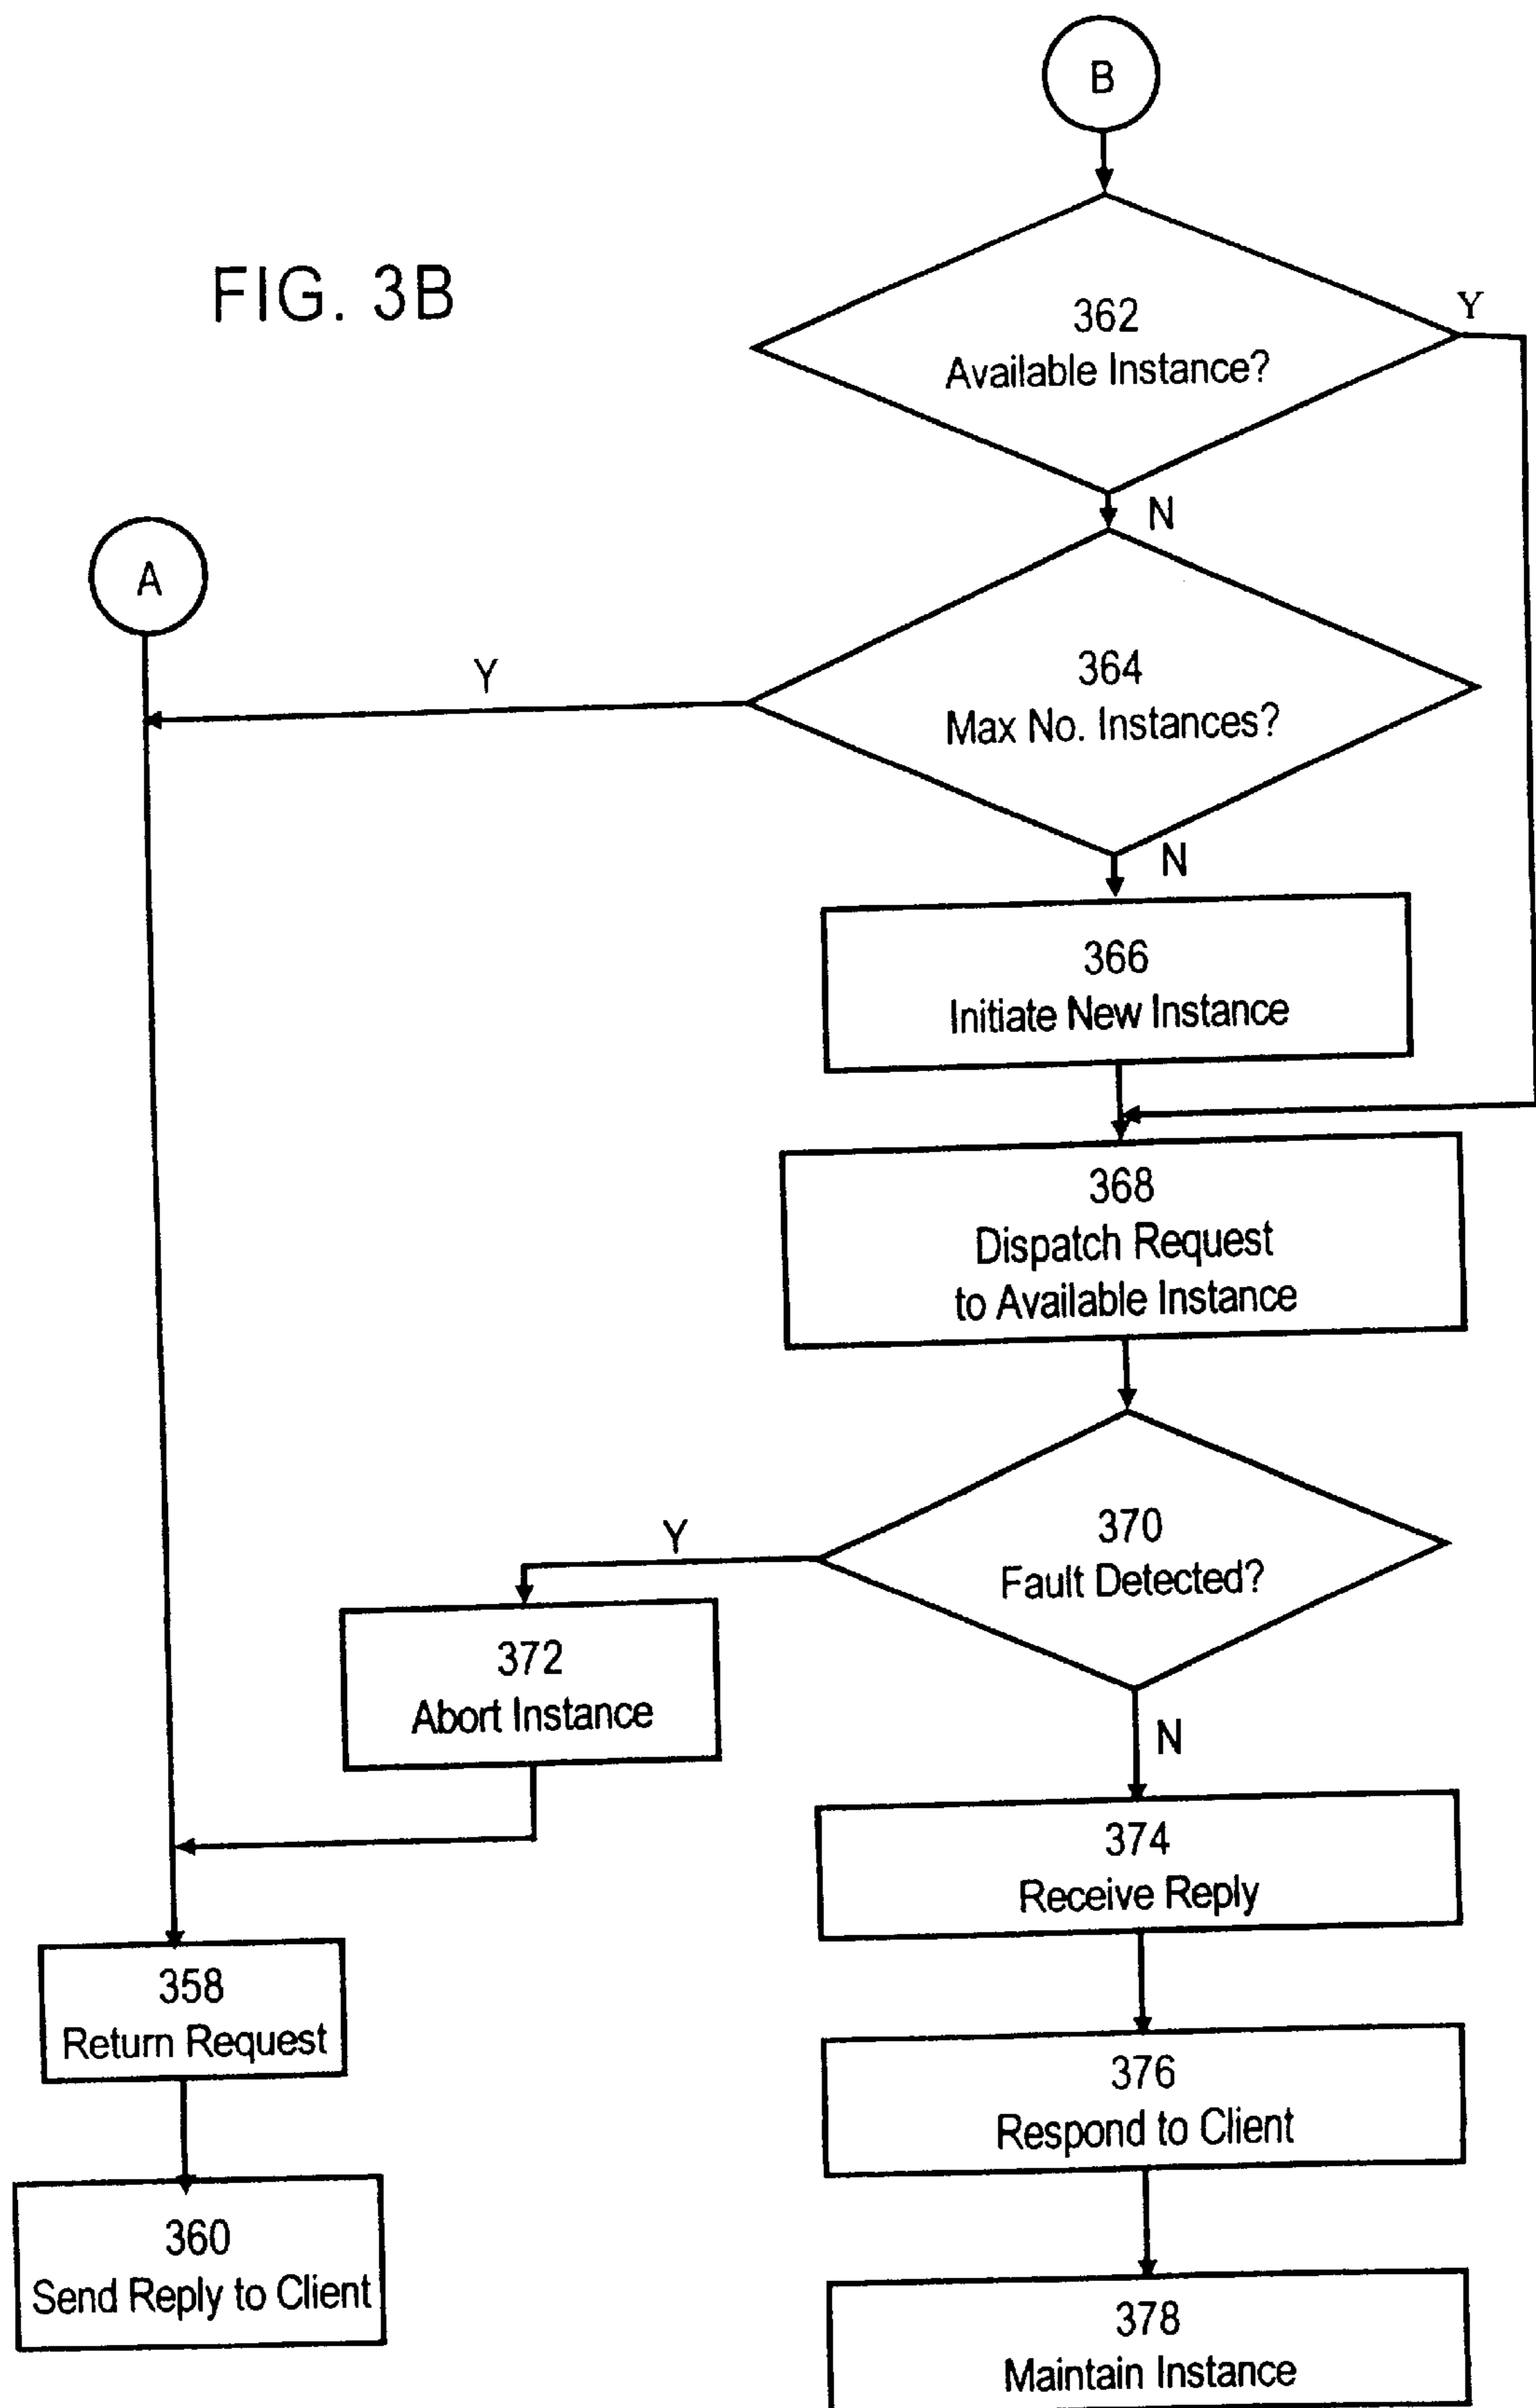 B
FIG. 3B
362
Available Instance?
Y
N
A
364
Max No. Instances?
Y
N
366
Initiate New Instance
368
Dispatch Request
to Available Instance
370
Fault Detected?
Y
372
Abort Instance
N
374
Receive Reply
358
Return Request
376
Respond to Client
360
Send Reply to Client
378
Maintain Instance